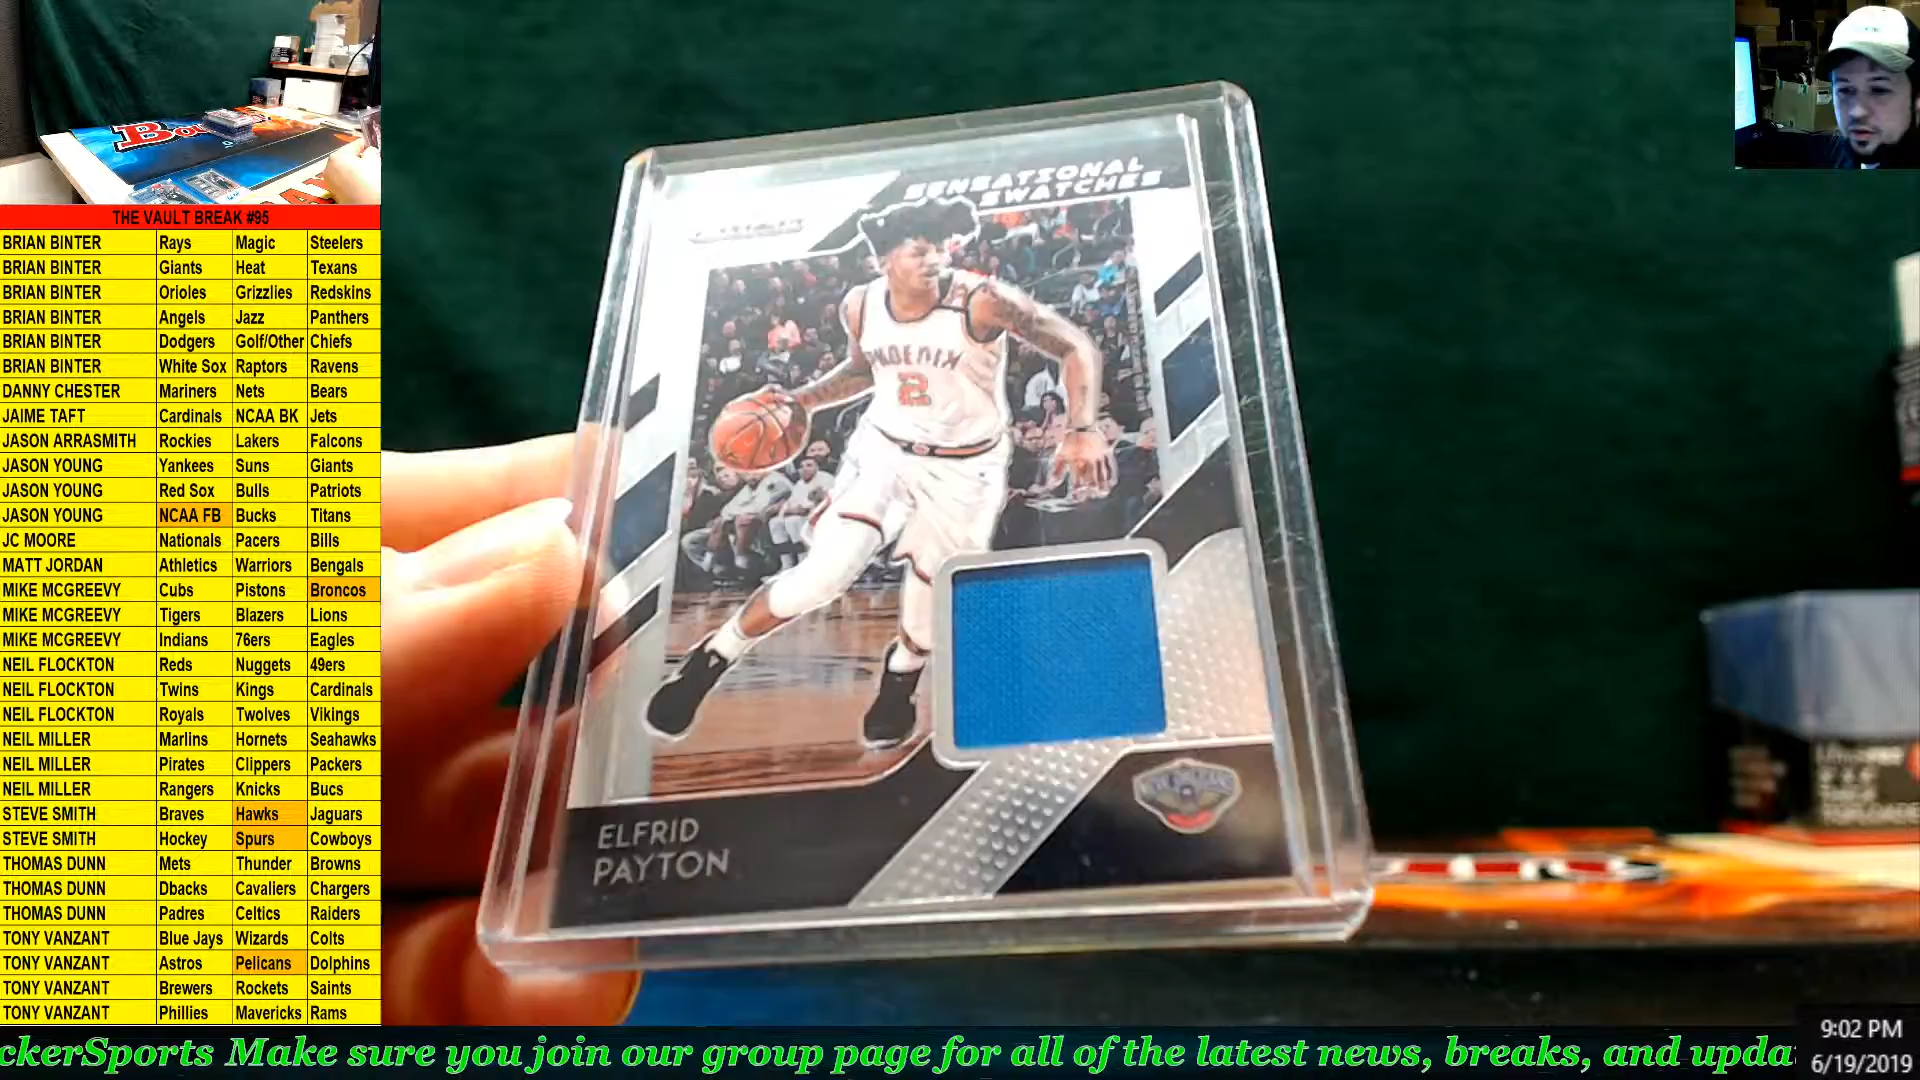 THE VAULT BREAK #95
BRIAN BINTER Rays Magic Steelers
BRIAN BINTER Giants Heat Texans
BRIAN BINTER Orioles Grizzlies Redskins
BRIAN BINTER Angels Jazz Panthers
BRIAN BINTER Dodgers Golf/Other Chiefs
BRIAN BINTER White Sox Raptors Ravens
DANNY CHESTER Mariners Nets Bears
JAIME TAFT Cardinals NCAA BK Jets
JASON ARRASMITH Rockies Lakers Falcons
JASON YOUNG Yankees Suns Giants
JASON YOUNG Red Sox Bulls Patriots
JASON YOUNG NCAA FB Bucks Titans
JC MOORE Nationals Pacers Bills
MATT JORDAN Athletics Warriors Bengals
MIKE MCGREEVY Cubs Pistons Broncos
MIKE MCGREEVY Tigers Blazers Lions
MIKE MCGREEVY Indians 76ers Eagles
NEIL FLOCKTON Reds Nuggets 49ers
NEIL FLOCKTON Twins Kings Cardinals
NEIL FLOCKTON Royals Twolves Vikings
NEIL MILLER Marlins Hornets Seahawks
NEIL MILLER Pirates Clippers Packers
NEIL MILLER Rangers Knicks Bucs
STEVE SMITH Braves Hawks Jaguars
STEVE SMITH Hockey Spurs Cowboys
THOMAS DUNN Mets Thunder Browns
THOMAS DUNN Dbacks Cavaliers Chargers
THOMAS DUNN Padres Celtics Raiders
TONY VANZANT Blue Jays Wizards Colts
TONY VANZANT Astros Pelicans Dolphins
TONY VANZANT Brewers Rockets Saints
TONY VANZANT Phillies Mavericks Rams
SENSATIONAL
SWATCHES
PHOENIX
2
ELFRID
PAYTON
ckerSports Make sure you join our group page for all of the latest news, breaks, and upda
9:02 PM
6/19/2019